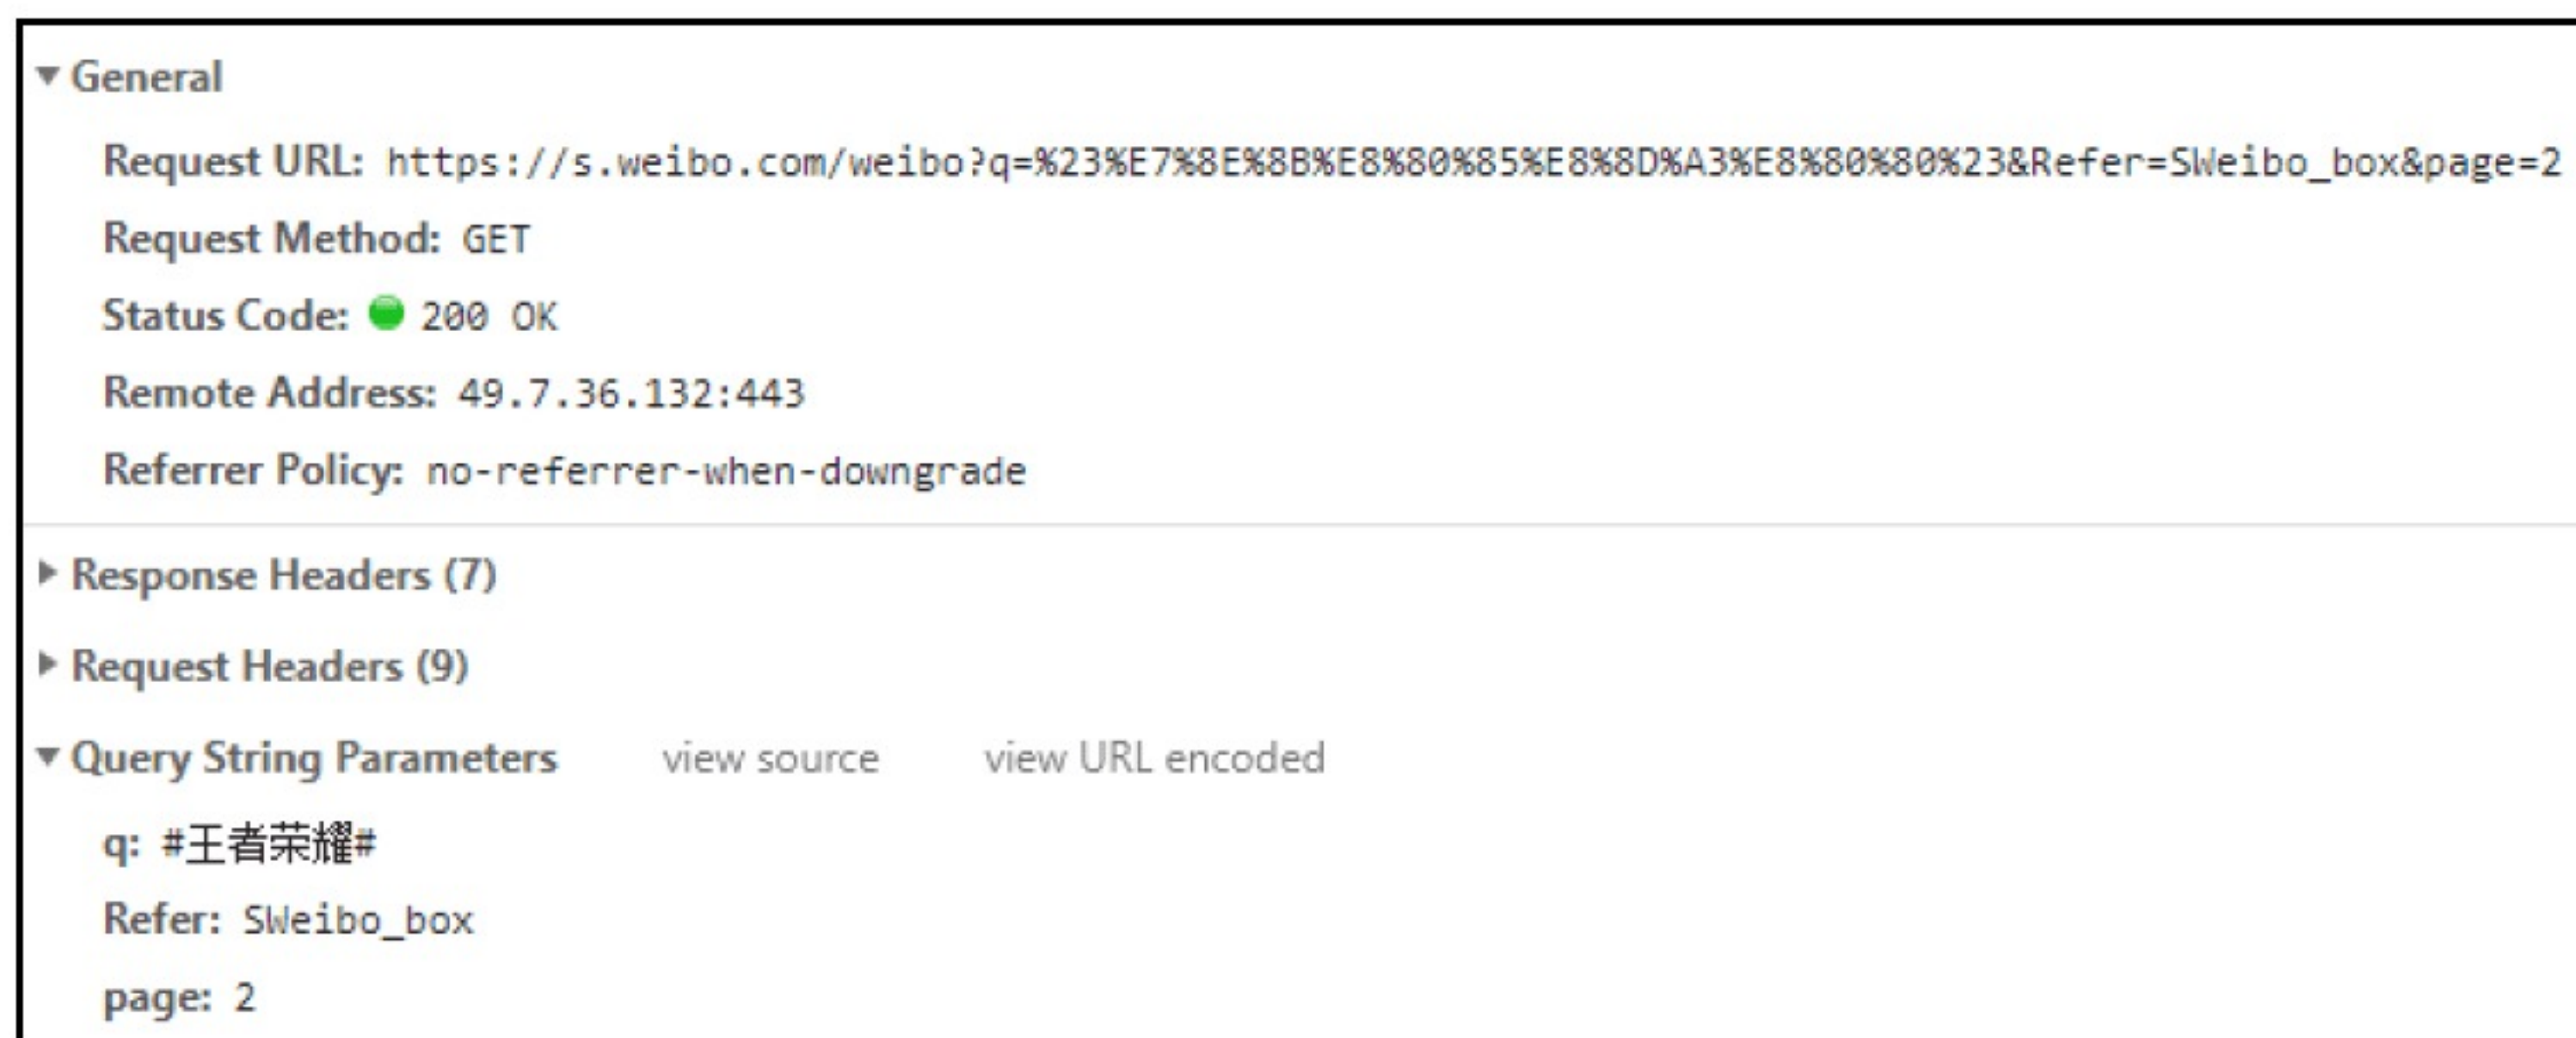 General
Request URL: https://s.weibo.com/weibo?q=%23%E7%8E%8B%E8%80%85%E8%8D%A3%E8%80%80%23&Refer=SWeibo_box&page=2
Request Method: GET
Status Code: 200 OK
Remote Address: 49.7.36.132:443
Referrer Policy: no-referrer-when-downgrade
Response Headers (7)
Request Headers (9)
Query String Parameters view source view URL encoded
q: #王者荣耀#
Refer: SWeibo_box
page: 2